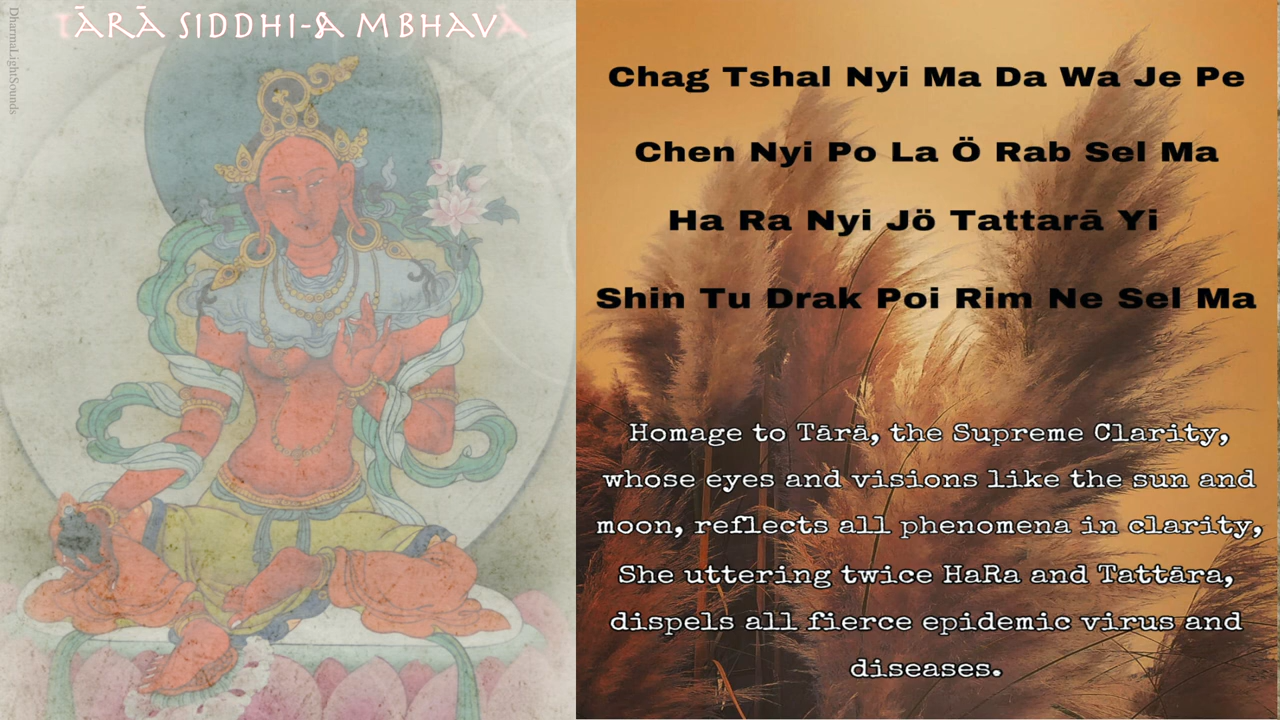 TĀRĀ SIDDHI-SAMBHAVA
DharmaLightSounds
Chag Tshal Nyi Ma Da Wa Je Pe
Chen Nyi Po La Ö Rab Sel Ma
Ha Ra Nyi Jö Tattarā Yi
Shin Tu Drak Poi Rim Ne Sel Ma
Homage to Tārā, the Supreme Clarity,
whose eyes and visions like the sun and
moon, reflects all phenomena in clarity,
She uttering twice HaRa and Tattāra,
dispels all fierce epidemic virus and
diseases.